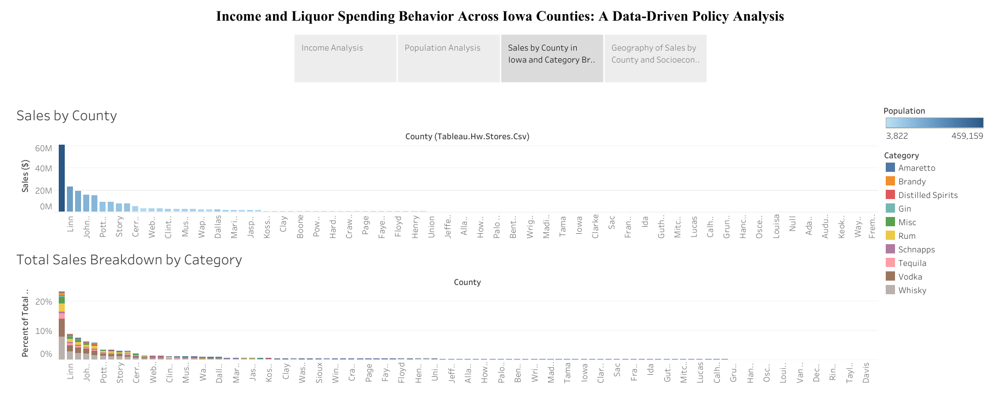 Income and Liquor Spending Behavior Across Iowa Counties: A Data-Driven Policy Analysis
Income Analysis
Population Analysis
Sales by County in
Iowa and Category Br..
Geography of Sales by
County and Socioecon..
Sales by County
County (Tableau.Hw.Stores.Csv)
Sales ($)
60M
40M
20M
0M
Linn
John..
Pott..
Story
Cerr..
Web..
Clint..
Mus..
Wap..
Dallas
Mari..
Jasp..
Koss..
Clay
Boone
Pow..
Hard..
Craw..
Page
Faye..
Floyd
Henry
Union
Jeffe..
Alla..
How..
Palo ..
Bent..
Wrig..
Madi..
Tama
Iowa
Clarke
Sac
Fran..
Ida
Guth..
Mitc..
Lucas
Calh..
Grun..
Hanc..
Osce..
Louisa
Null
Ada..
Audu..
Keok..
Way..
Frem..
Total Sales Breakdown by Category
County
Percent of Total ..
20%
10%
0%
Linn
Joh..
Pott..
Story
Cerr..
Web..
Clin..
Mus..
Wa..
Dall..
Mar..
Jas..
Kos..
Clay
Was..
Sioux
Win..
Cra..
Page
Fay..
Floyd
Hen..
Uni..
Jeff..
Alla..
How..
Palo..
Ben..
Wri..
Mad..
Tama
Iowa
Clar..
Sac
Fra..
Ida
Gut..
Mitc..
Lucas
Calh..
Gru..
Han..
Osc..
Loui..
Van ..
Dec..
Rin..
Tayl..
Davis
Population
3,822 459,159
Category
Amaretto
Brandy
Distilled Spirits
Gin
Misc
Rum
Schnapps
Tequila
Vodka
Whisky